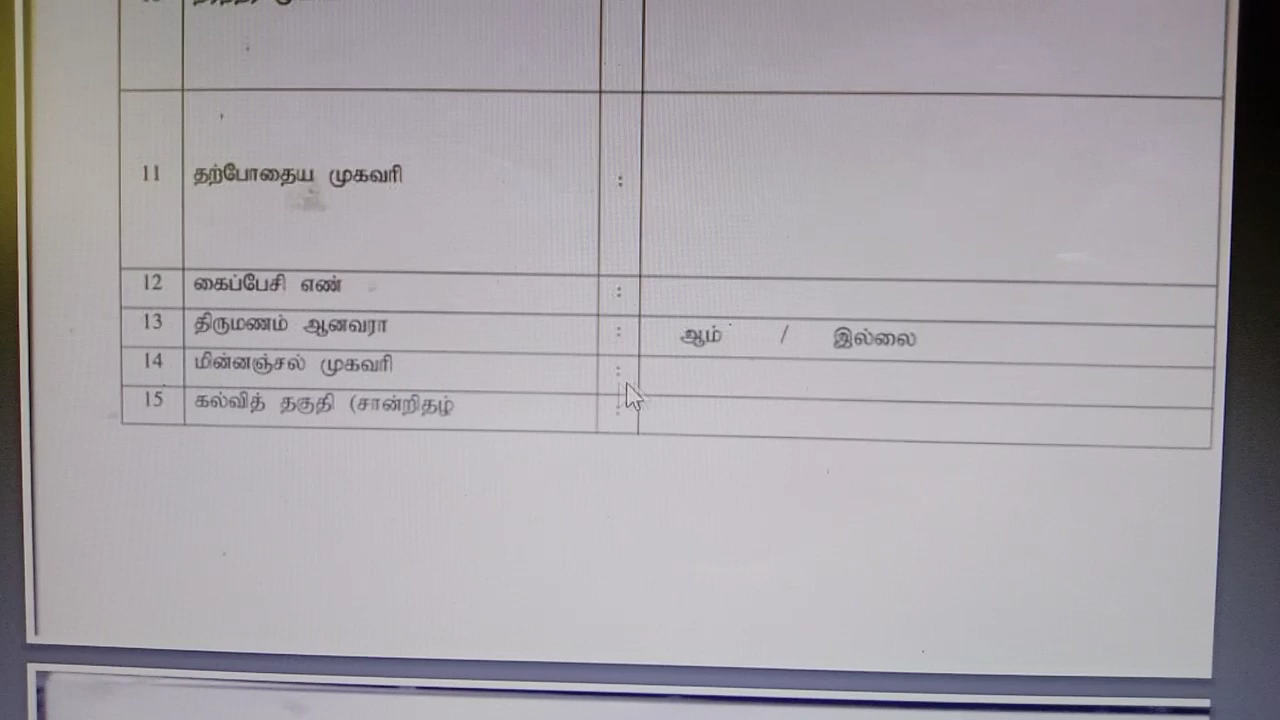 11 தற்போதைய முகவரி :
12 கைப்பேசி எண் :
13 திருமணம் ஆனவரா : ஆம் / இல்லை
14 மின்னஞ்சல் முகவரி :
15 கல்வித் தகுதி (சான்றிதழ் :